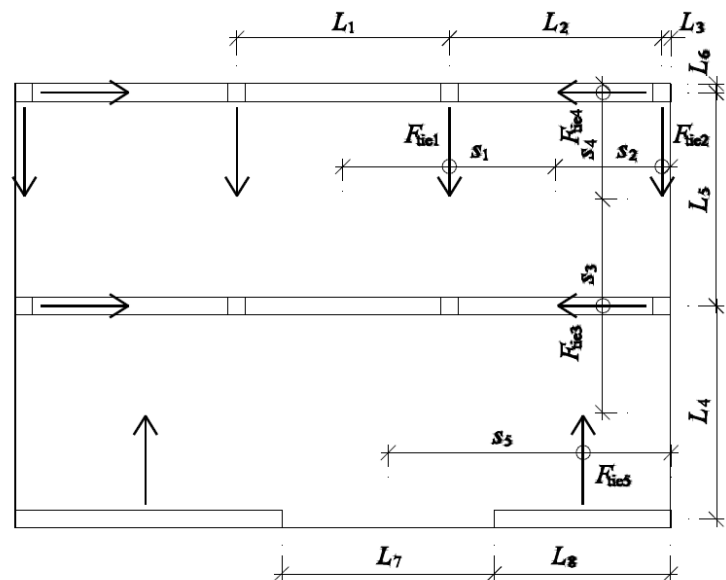 L1 L2 L3
L6
Ftie1 s1 Ftie4 s4 s2 Ftie2
L5
s3
Ftie3
L4
s5
Ftie5
L7 L8